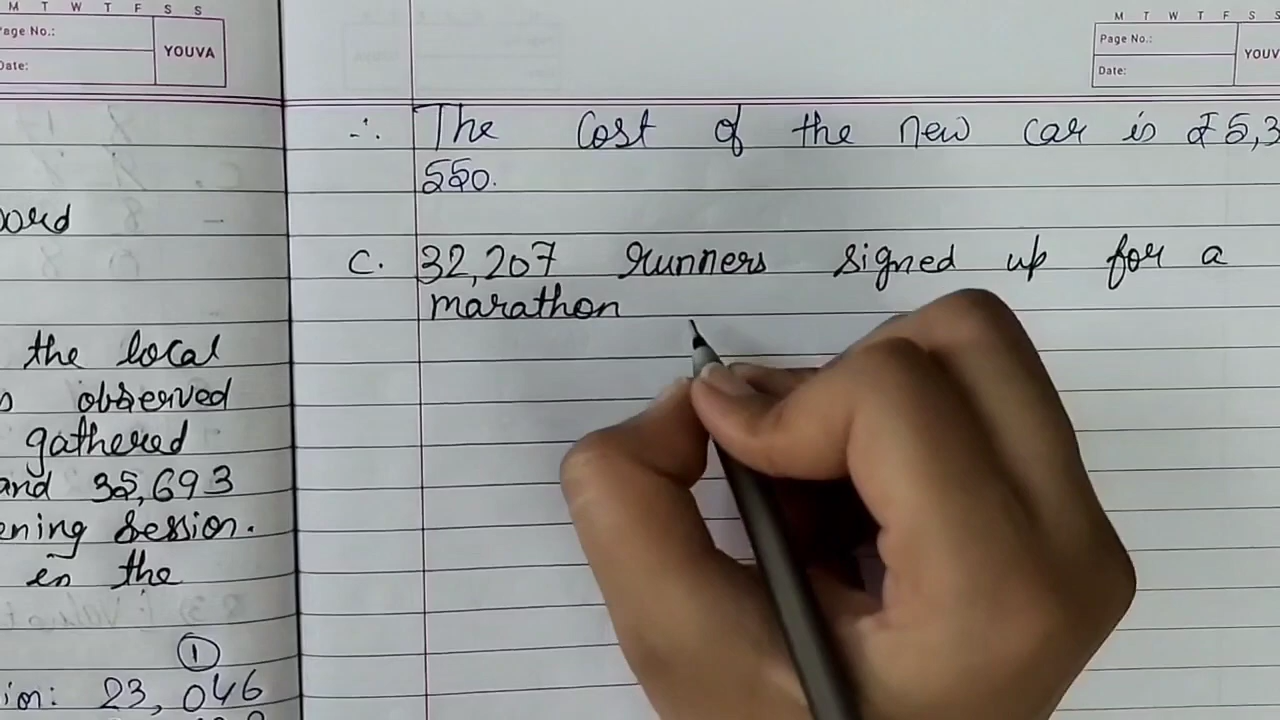 M T W T F S S
Page No.:
YOUVA
Date:
ord
the local
observed
gathered
and 35,693
ening session.
in the
1
ion: 23,046
M T W T F S S
Page No.:
YOUV
Date:
∴ The cost of the new car is ₹5,3
550.
C. 32,207 runners signed up for a
marathon